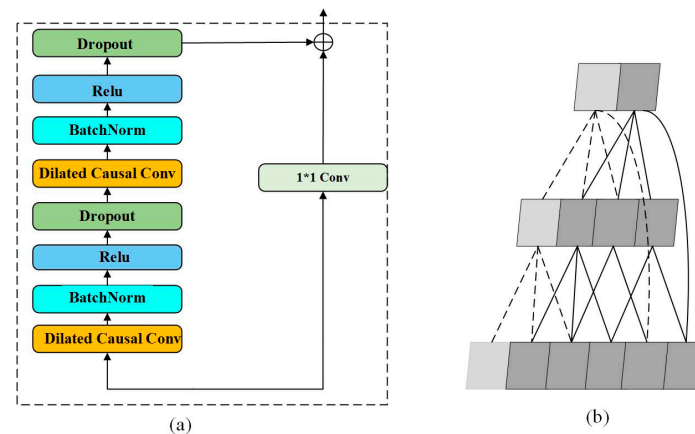 Dropout
Relu
BatchNorm
Dilated Causal Conv
1*1 Conv
Dropout
Relu
BatchNorm
Dilated Causal Conv
(a)
(b)